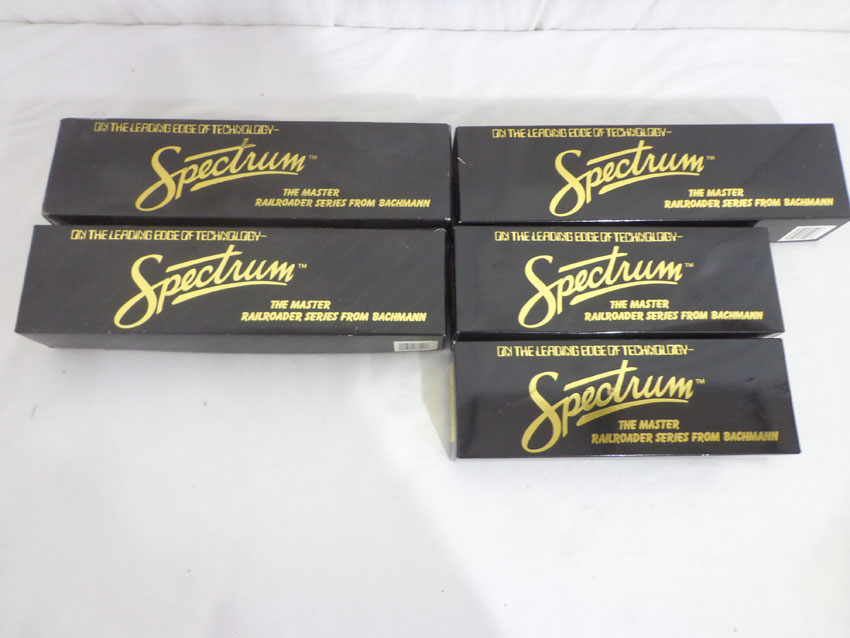 ON THE LEADING EDGE OF TECHNOLOGY-
Spectrum™
THE MASTER
RAILROADER SERIES FROM BACHMANN
ON THE LEADING EDGE OF TECHNOLOGY-
Spectrum™
THE MASTER
RAILROADER SERIES FROM BACHMANN
ON THE LEADING EDGE OF TECHNOLOGY-
Spectrum™
THE MASTER
RAILROADER SERIES FROM BACHMANN
ON THE LEADING EDGE OF TECHNOLOGY-
Spectrum™
THE MASTER
RAILROADER SERIES FROM BACHMANN
ON THE LEADING EDGE OF TECHNOLOGY-
Spectrum™
THE MASTER
RAILROADER SERIES FROM BACHMANN